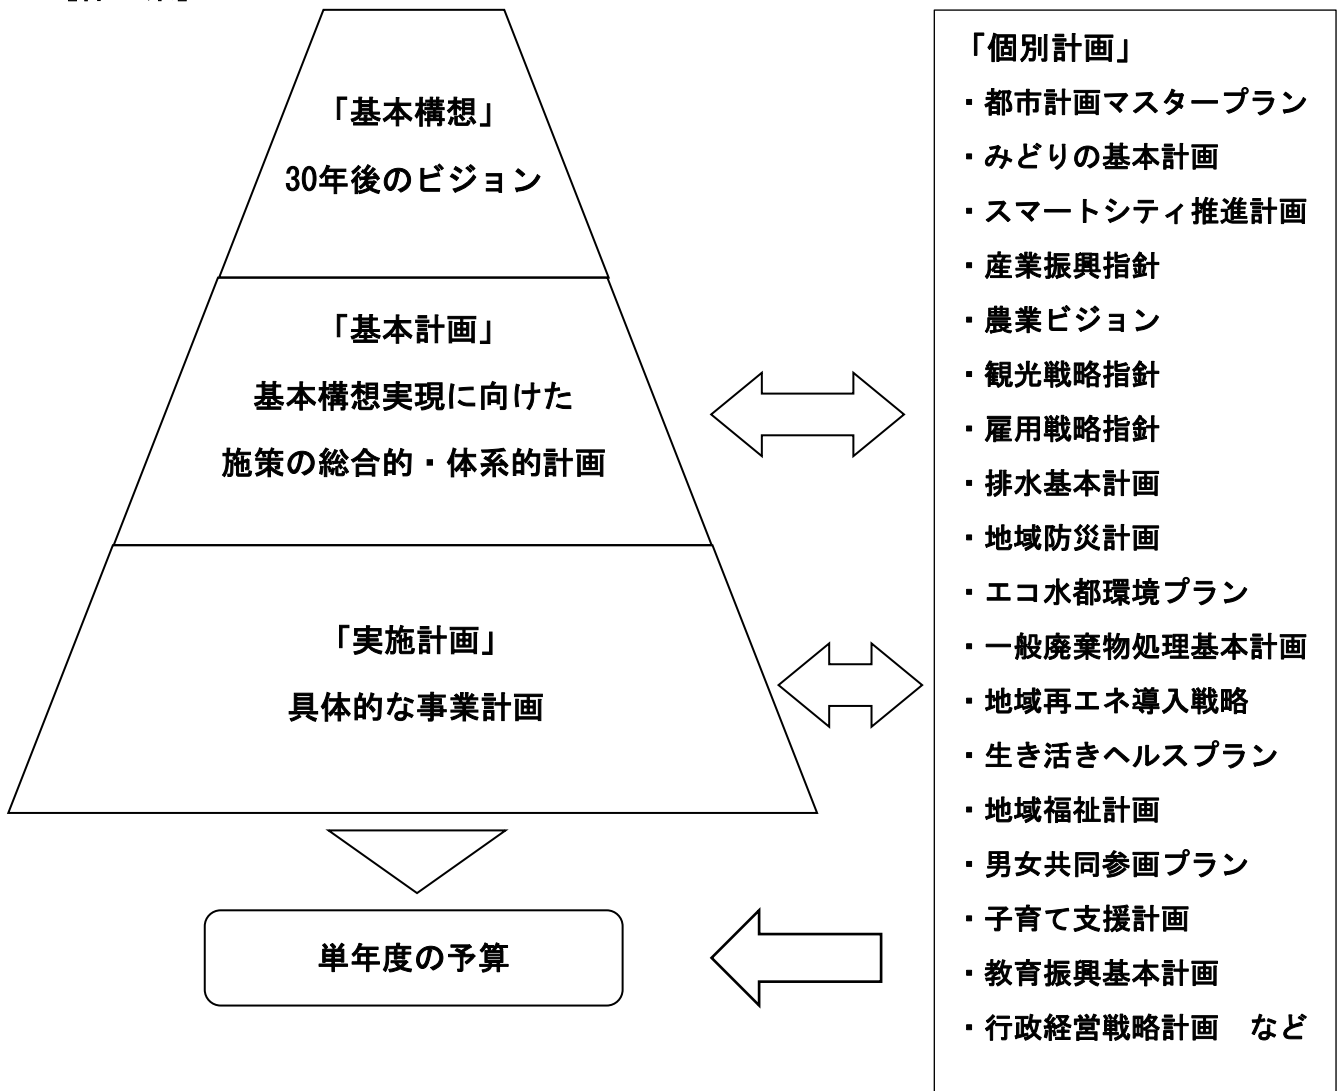 「基本構想」
30年後のビジョン
「基本計画」
基本構想実現に向けた
施策の総合的・体系的計画
「実施計画」
具体的な事業計画
単年度の予算
「個別計画」
・都市計画マスタープラン
・みどりの基本計画
・スマートシティ推進計画
・産業振興指針
・農業ビジョン
・観光戦略指針
・雇用戦略指針
・排水基本計画
・地域防災計画
・エコ水都環境プラン
・一般廃棄物処理基本計画
・地域再エネ導入戦略
・生き活きヘルスプラン
・地域福祉計画
・男女共同参画プラン
・子育て支援計画
・教育振興基本計画
・行政経営戦略計画　など